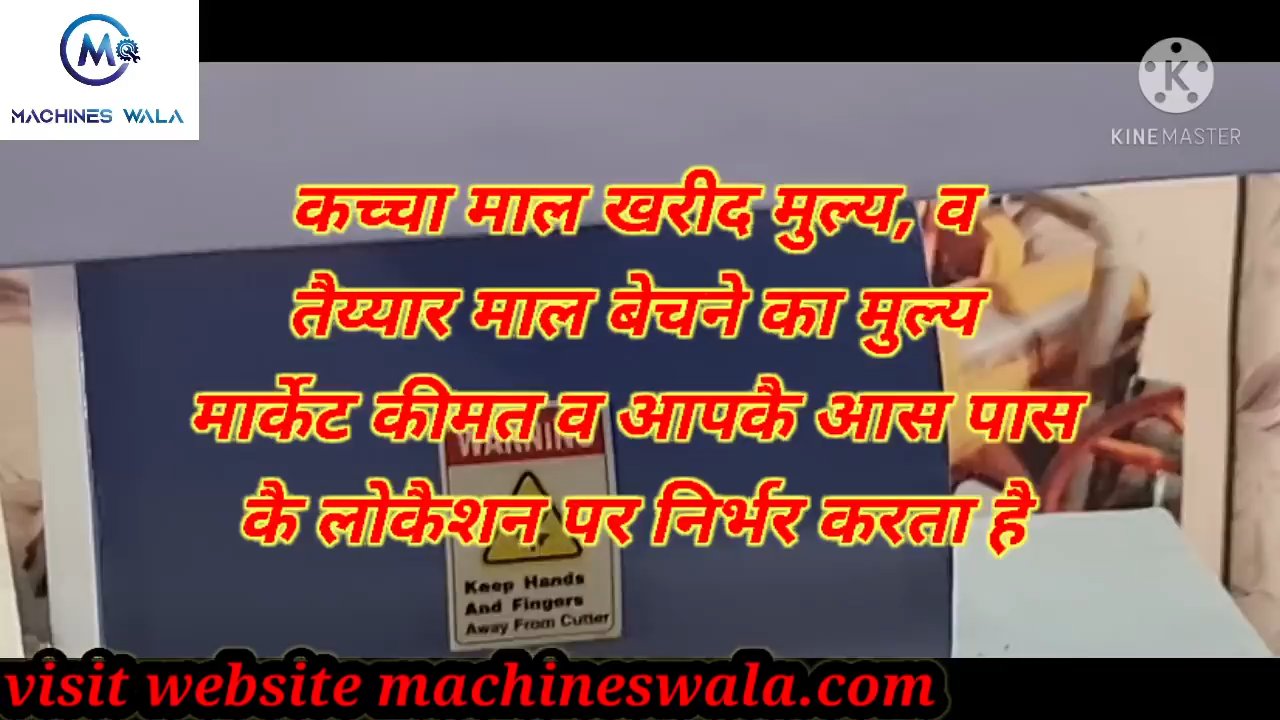 MACHINES WALA
KINEMASTER
कच्चा माल खरीद मुल्य, व
तैय्यार माल बेचने का मुल्य
मार्केट कीमत व आपकै आस पास
कै लोकैशन पर निर्भर करता है
WARNING
Keep Hands
And Fingers
Away From Cutter
visit website machineswala.com